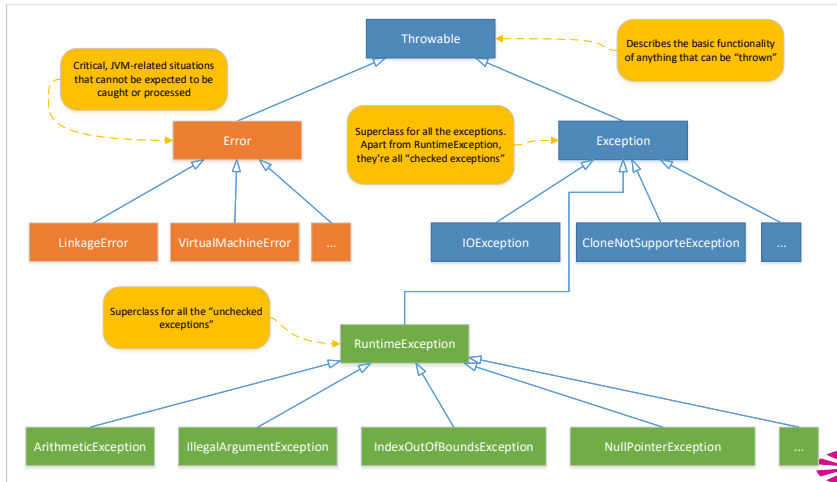 Throwable
Describes the basic functionality
of anything that can be “thrown”
Critical, JVM-related situations
that cannot be expected to be
caught or processed
Superclass for all the exceptions.
Apart from RuntimeException,
they're all “checked exceptions”
Error
Exception
LinkageError
VirtualMachineError
...
IOException
CloneNotSupporteException
...
Superclass for all the “unchecked
exceptions”
RuntimeException
ArithmeticException
IllegalArgumentException
IndexOutOfBoundsException
NullPointerException
...